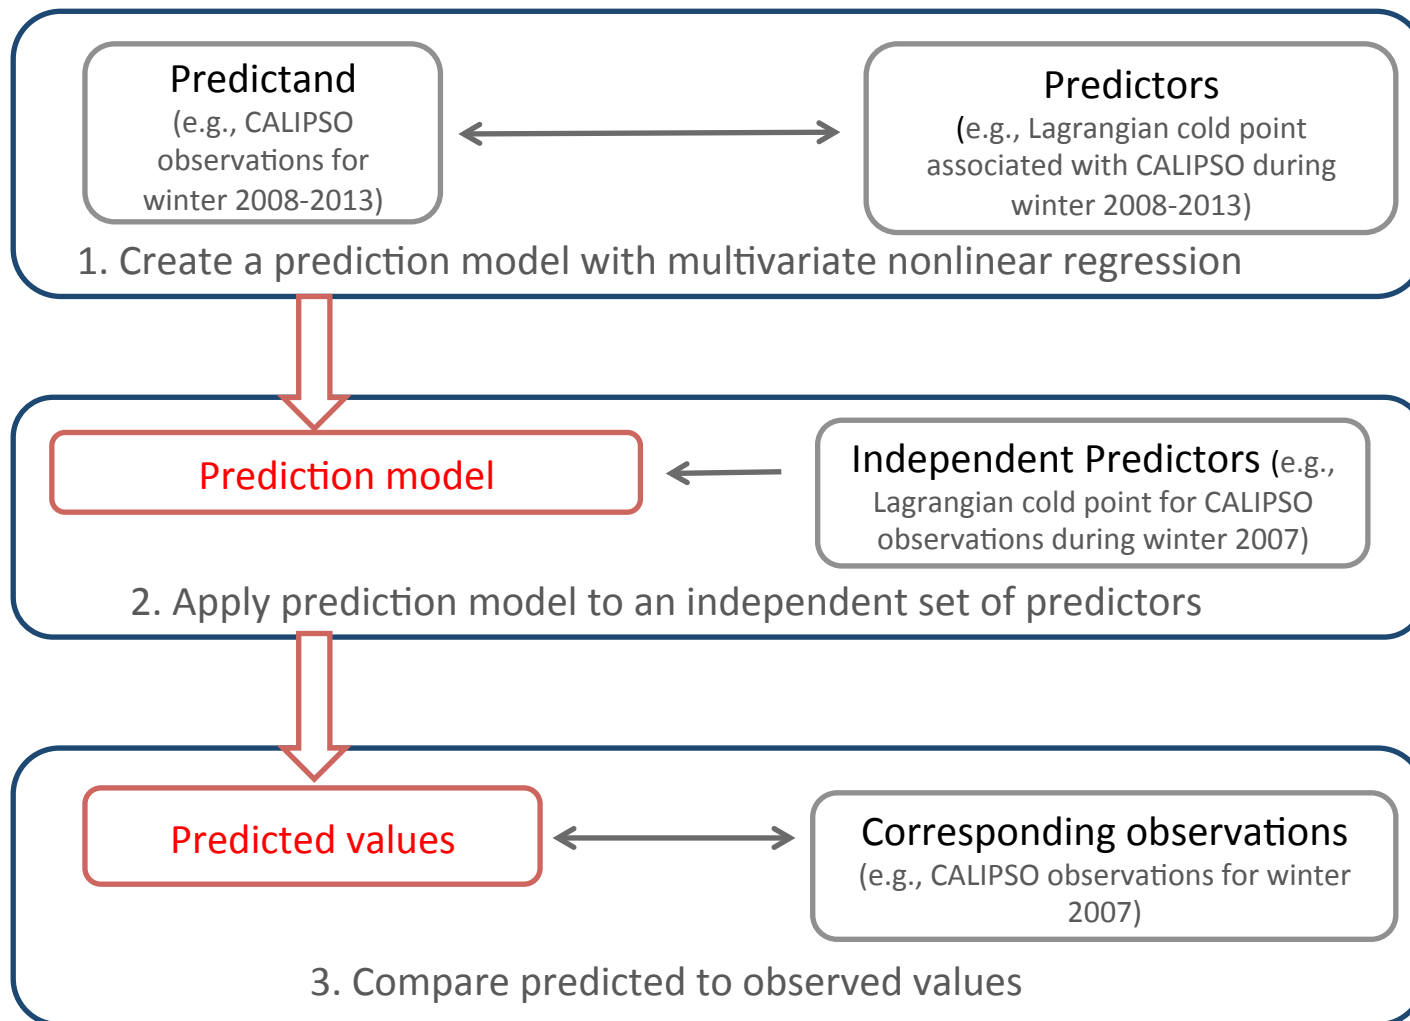 Predictand
(e.g., CALIPSO
observations for
winter 2008-2013)
Predictors
(e.g., Lagrangian cold point
associated with CALIPSO during
winter 2008-2013)
1. Create a prediction model with multivariate nonlinear regression
Prediction model
Independent Predictors (e.g.,
Lagrangian cold point for CALIPSO
observations during winter 2007)
2. Apply prediction model to an independent set of predictors
Predicted values
Corresponding observations
(e.g., CALIPSO observations for winter
2007)
3. Compare predicted to observed values